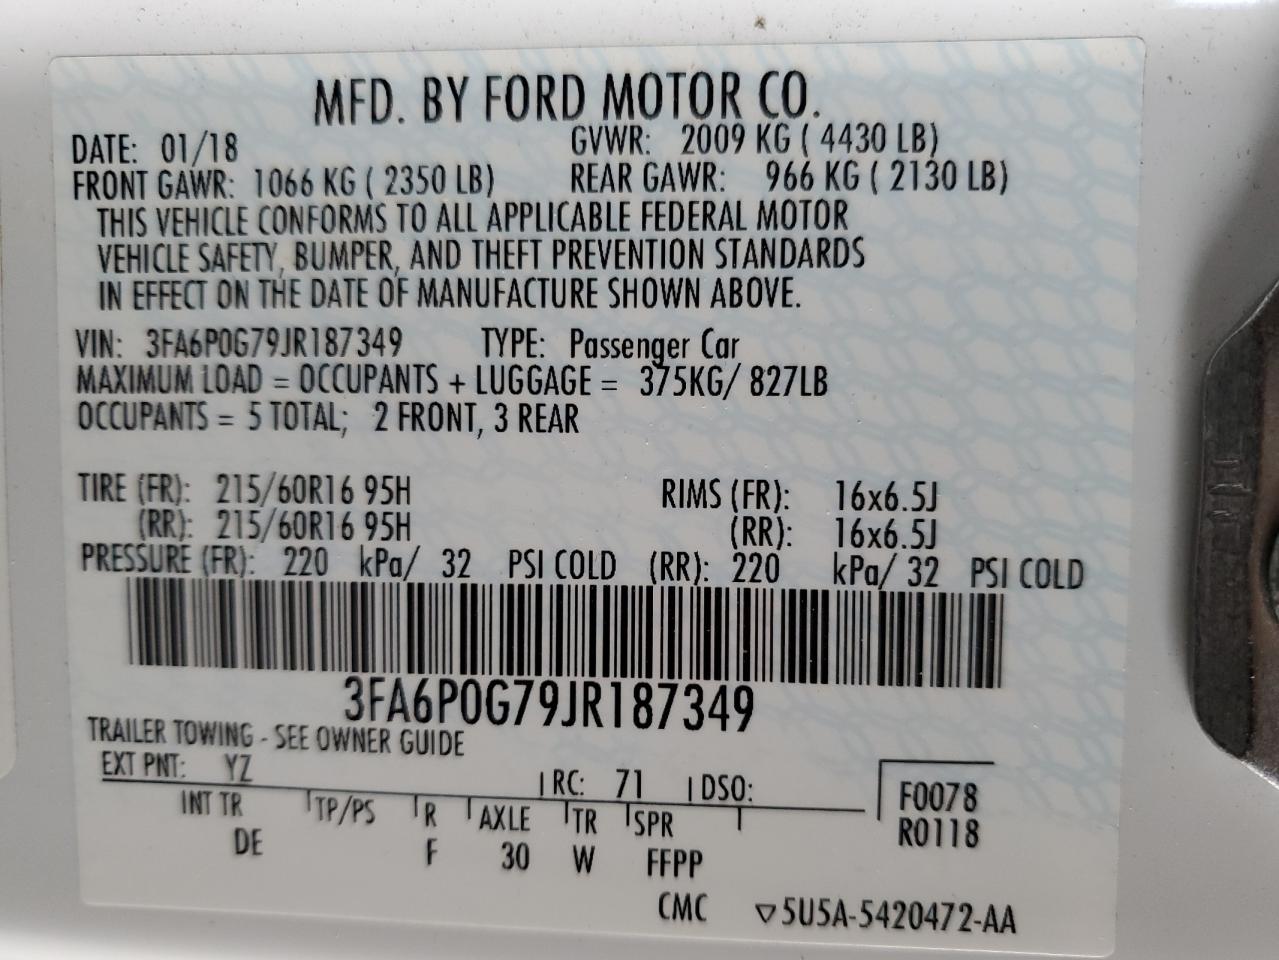 MFD. BY FORD MOTOR CO.
DATE: 01/18 GVWR: 2009 KG ( 4430 LB)
FRONT GAWR: 1066 KG ( 2350 LB) REAR GAWR: 966 KG ( 2130 LB)
THIS VEHICLE CONFORMS TO ALL APPLICABLE FEDERAL MOTOR
VEHICLE SAFETY, BUMPER, AND THEFT PREVENTION STANDARDS
IN EFFECT ON THE DATE OF MANUFACTURE SHOWN ABOVE.
VIN: 3FA6P0G79JR187349 TYPE: Passenger Car
MAXIMUM LOAD = OCCUPANTS + LUGGAGE = 375KG/ 827LB
OCCUPANTS = 5 TOTAL; 2 FRONT, 3 REAR
TIRE (FR): 215/60R16 95H RIMS (FR): 16x6.5J
(RR): 215/60R16 95H (RR): 16x6.5J
PRESSURE (FR): 220 kPa/ 32 PSI COLD (RR): 220 kPa/ 32 PSI COLD
3FA6P0G79JR187349
TRAILER TOWING - SEE OWNER GUIDE
EXT PNT: YZ RC: 71 DSO:
INT TR TP/PS R AXLE TR SPR F0078
DE F 30 W FFPP R0118
CMC ▽5U5A-5420472-AA